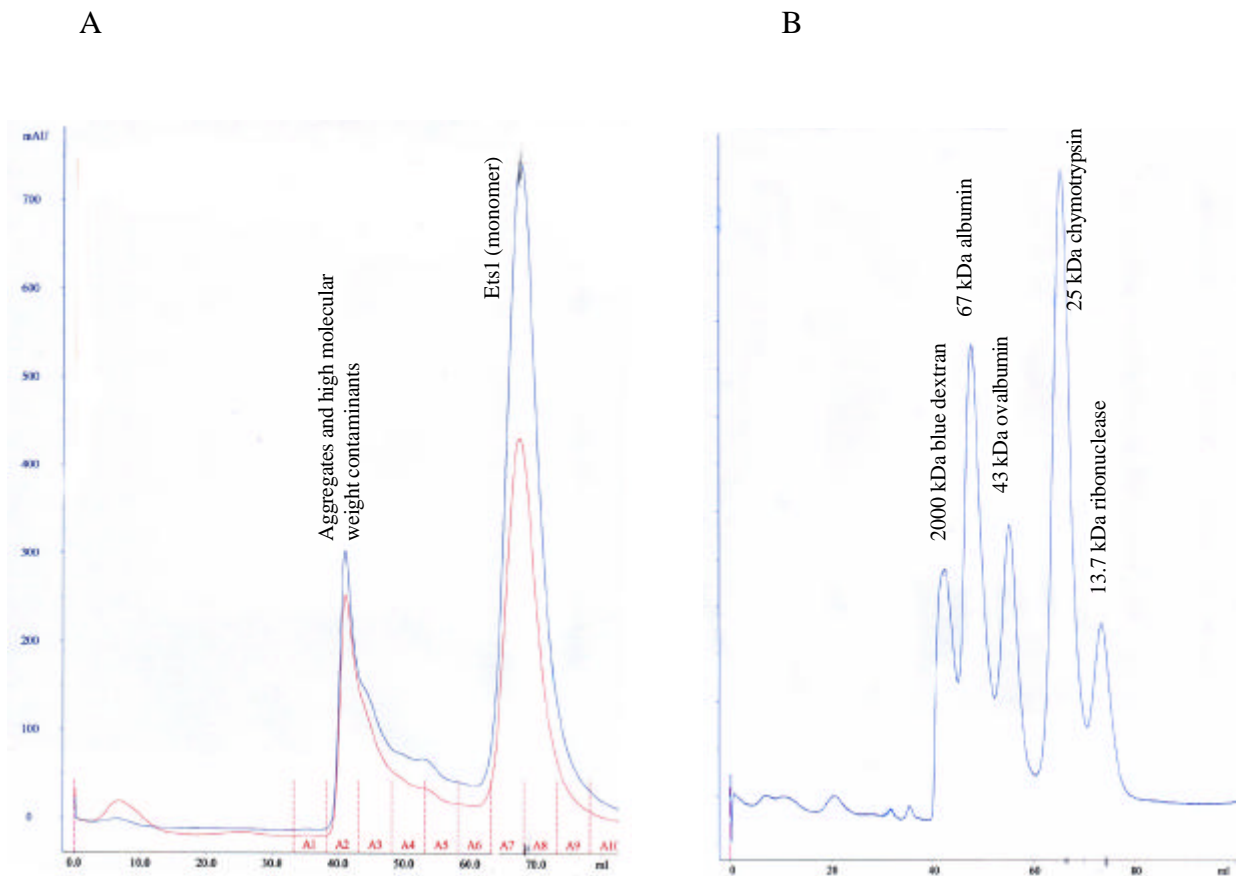 A
B
mAU
700
600
500
400
300
200
100
0
Aggregates and high molecular
weight contaminants
Ets1 (monomer)
A1 A2 A3 A4 A5 A6 A7 A8 A9 A10
0.0 10.0 20.0 30.0 40.0 50.0 60.0 70.0 ml
2000 kDa blue dextran
67 kDa albumin
43 kDa ovalbumin
25 kDa chymotrypsin
13.7 kDa ribonuclease
0 20 40 60 80 ml